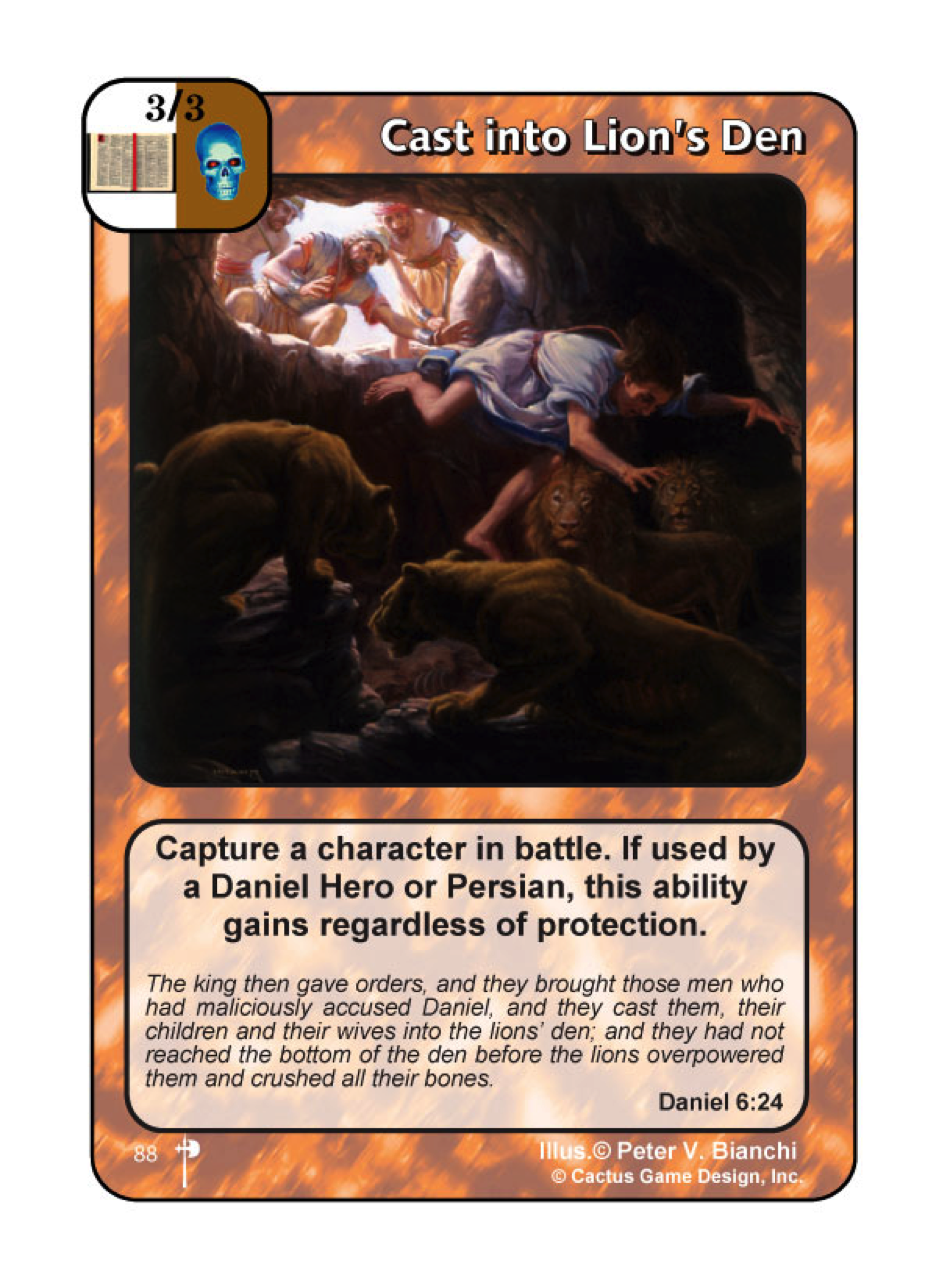 3/3
Cast into Lion's Den
Capture a character in battle. If used by
a Daniel Hero or Persian, this ability
gains regardless of protection.
The king then gave orders, and they brought those men who
had maliciously accused Daniel, and they cast them, their
children and their wives into the lions' den; and they had not
reached the bottom of the den before the lions overpowered
them and crushed all their bones.
Daniel 6:24
88
Illus.© Peter V. Bianchi
© Cactus Game Design, Inc.